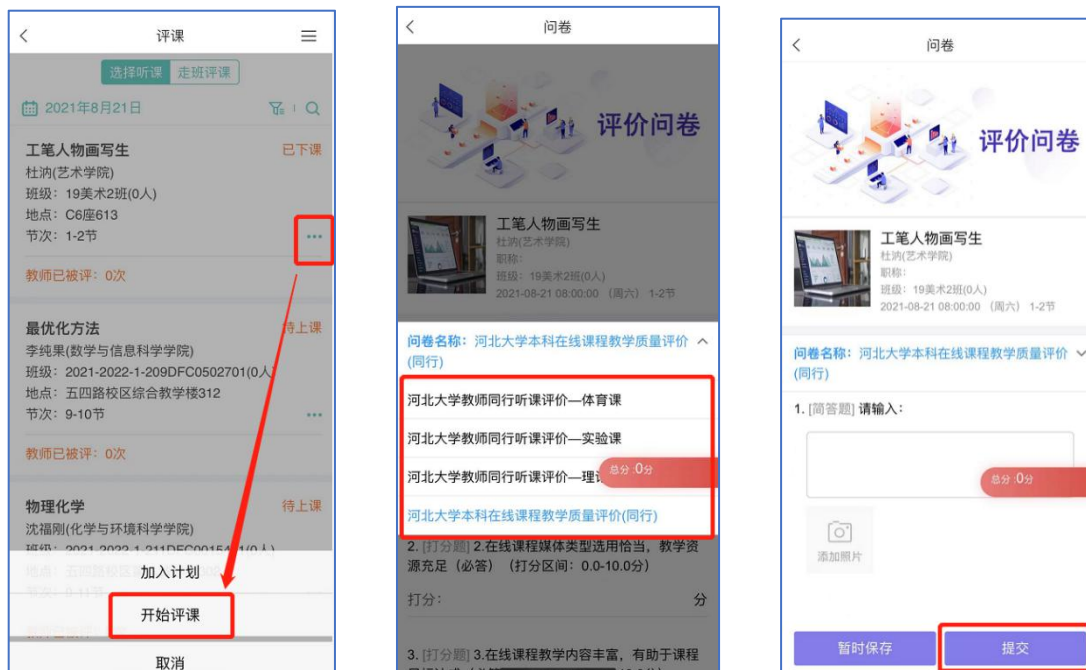 评课
选择听课 走班评课
2021年8月21日
工笔人物画写生 已下课
杜汭(艺术学院)
班级：19美术2班(0人)
地点：C6座613
节次：1-2节
教师已被评：0次
最优化方法 待上课
李纯果(数学与信息科学学院)
班级：2021-2022-1-209DFC0502701(0人)
地点：五四路校区综合教学楼312
节次：9-10节
教师已被评：0次
物理化学 待上课
沈福刚(化学与环境科学学院)
加入计划
开始评课
取消
问卷
评价问卷
工笔人物画写生
杜汭(艺术学院)
职称：
班级：19美术2班(0人)
2021-08-21 08:00:00 （周六） 1-2节
问卷名称：河北大学本科在线课程教学质量评价
(同行)
河北大学教师同行听课评价—体育课
河北大学教师同行听课评价—实验课
河北大学教师同行听课评价—理
总分 :0分
河北大学本科在线课程教学质量评价(同行)
2. [打分题] 2.在线课程媒体类型选用恰当，教学资
源充足（必答）（打分区间：0.0-10.0分）
打分： 分
3. [打分题] 3.在线课程教学内容丰富，有助于课程
问卷
评价问卷
工笔人物画写生
杜汭(艺术学院)
职称：
班级：19美术2班(0人)
2021-08-21 08:00:00 （周六） 1-2节
问卷名称：河北大学本科在线课程教学质量评价
(同行)
1. [简答题] 请输入：
总分 :0分
添加照片
暂时保存 提交